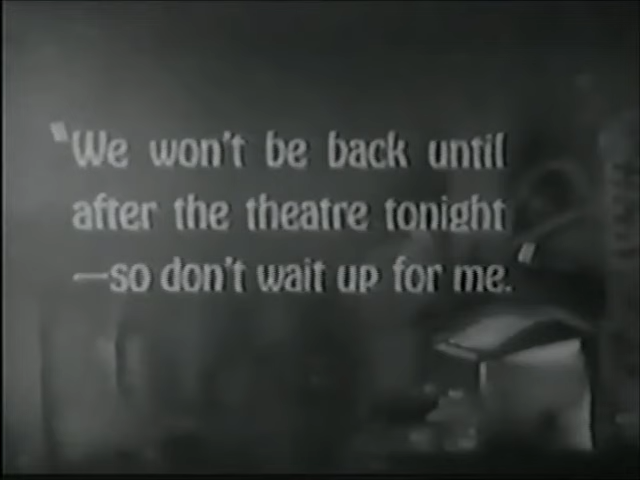 "We won't be back until
after the theatre tonight
—so don't wait up for me."